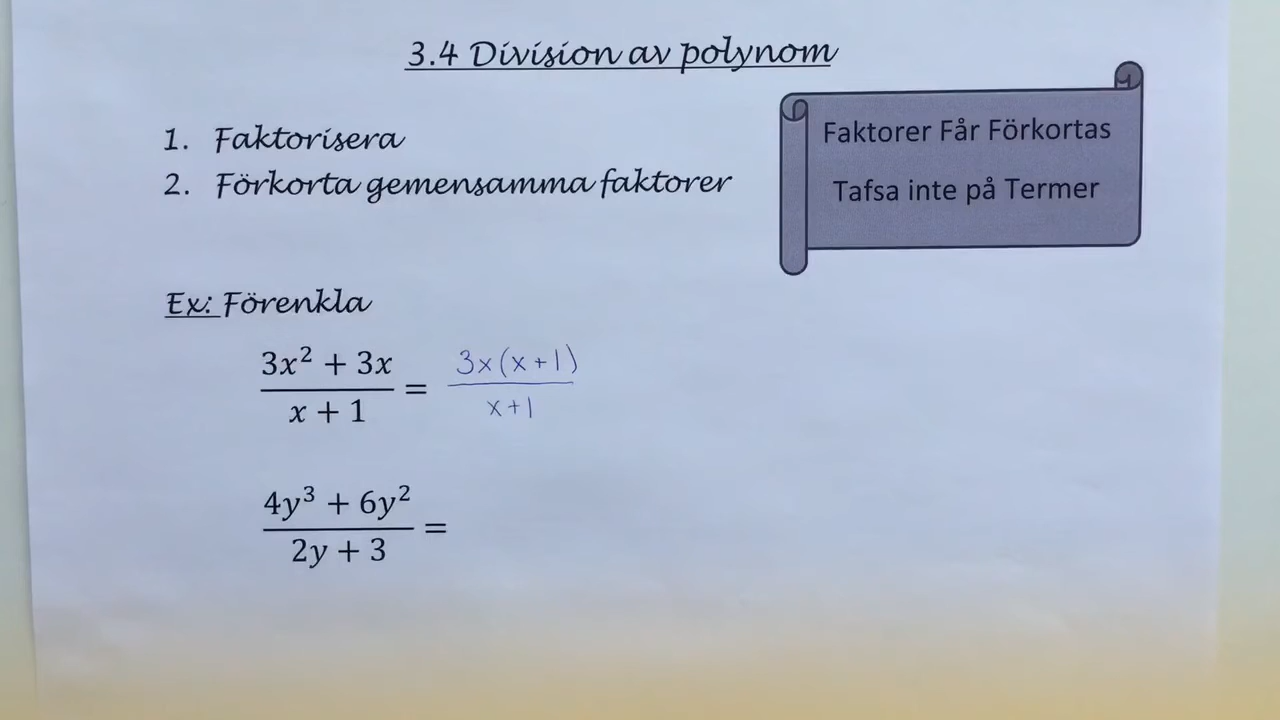 3.4 Division av polynom
1. Faktorisera
2. Förkorta gemensamma faktorer
Faktorer Får Förkortas
Tafsa inte på Termer
Ex: Förenkla
3x² + 3x / x + 1 = 3x(x+1) / x+1
4y³ + 6y² / 2y + 3 =